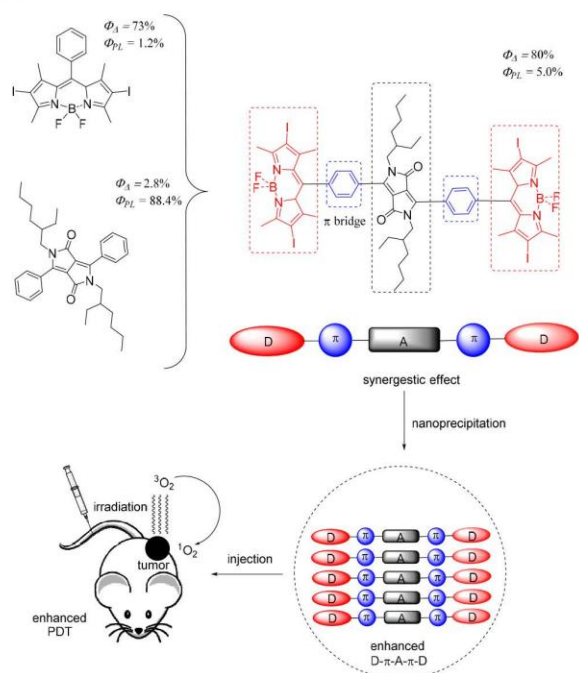 Φ_Δ = 73%
Φ_PL = 1.2%
I
I
N
N
B
F
F
Φ_Δ = 2.8%
Φ_PL = 88.4%
O
N
N
O
Φ_Δ = 80%
Φ_PL = 5.0%
I
I
N
O
N
F
F
B
N
N
B
F
F
N
N
O
I
I
π bridge
D
π
A
π
D
synergestic effect
nanoprecipitation
³O₂
irradiation
¹O₂
tumor
injection
enhanced
PDT
D
π
A
π
D
D
π
A
π
D
D
π
A
π
D
D
π
A
π
D
D
π
A
π
D
enhanced
D-π-A-π-D